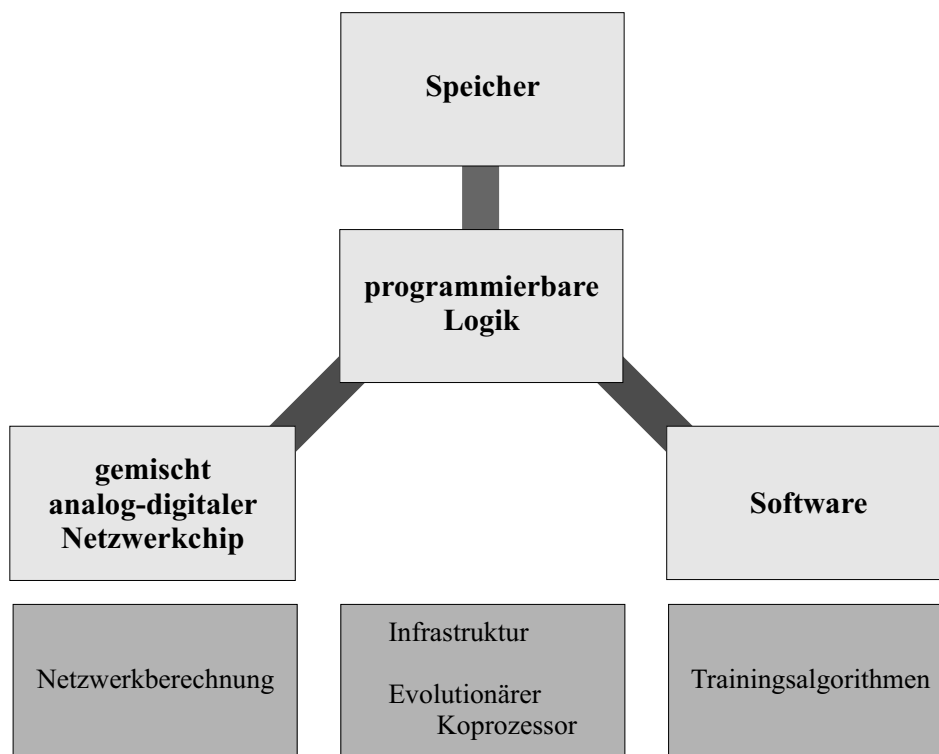 Speicher
programmierbare
Logik
gemischt
analog-digitaler
Netzwerkchip
Software
Netzwerkberechnung
Infrastruktur
Evolutionärer
Koprozessor
Trainingsalgorithmen